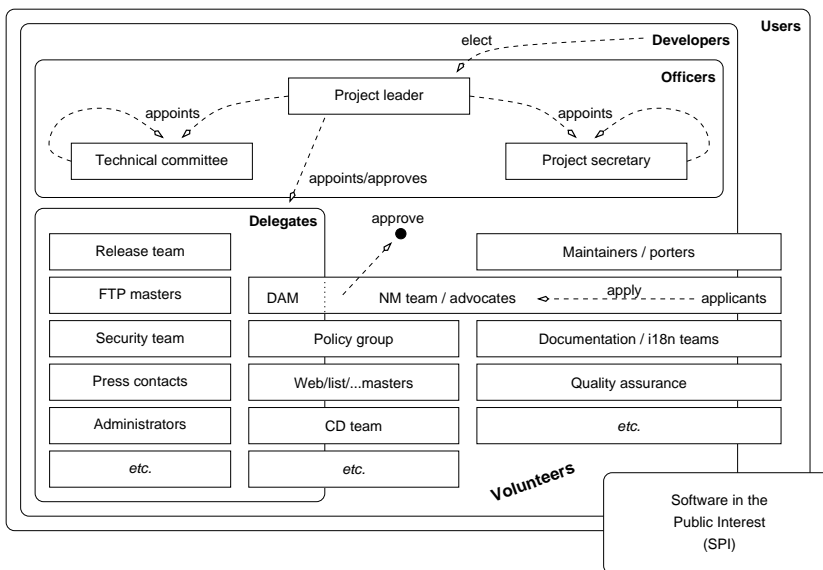 Users
elect
Developers
Officers
Project leader
appoints
appoints
Technical committee
Project secretary
appoints/approves
Delegates
approve
Release team
Maintainers / porters
FTP masters
DAM
NM team / advocates
apply
applicants
Security team
Policy group
Documentation / i18n teams
Press contacts
Web/list/...masters
Quality assurance
Administrators
CD team
etc.
etc.
etc.
Volunteers
Software in the
Public Interest
(SPI)